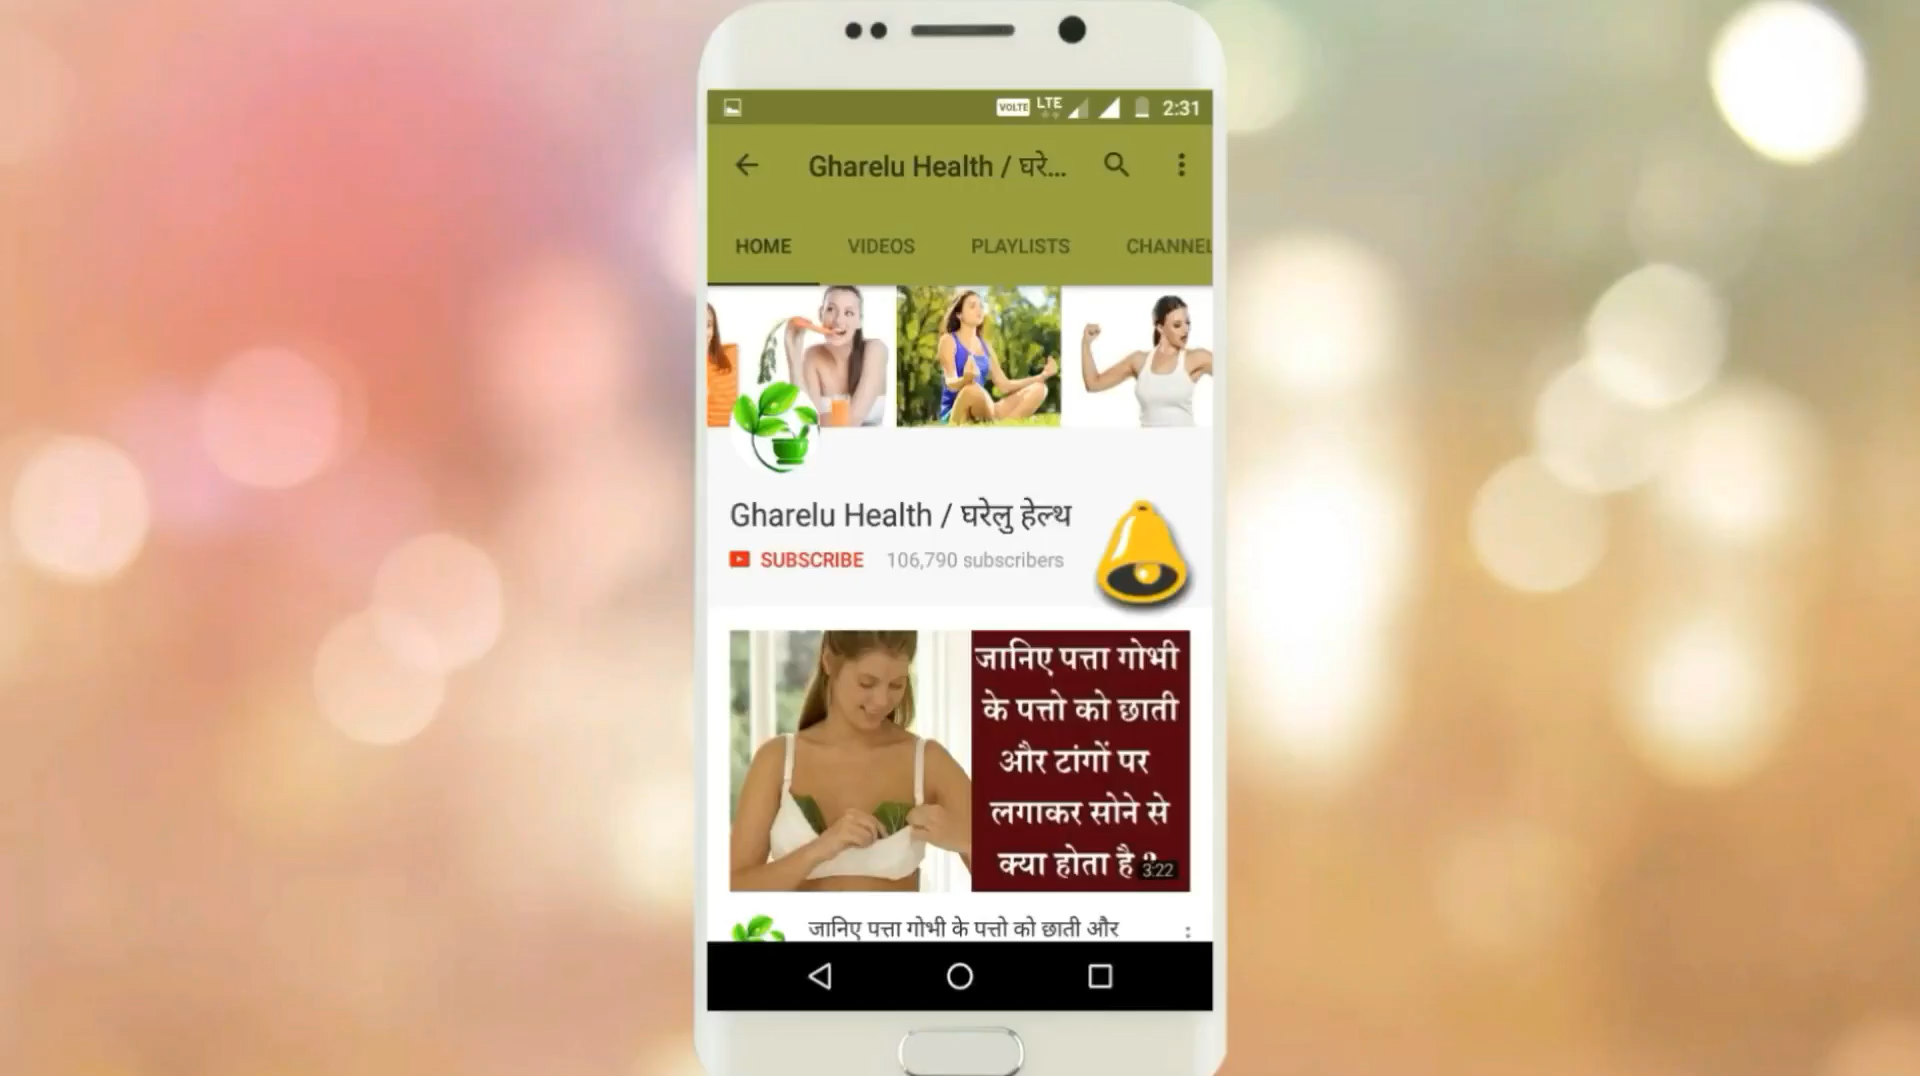 VOLTE LTE 2:31
Gharelu Health / घरे...
HOME VIDEOS PLAYLISTS CHANNEL
Gharelu Health / घरेलु हेल्थ
SUBSCRIBE 106,790 subscribers
जानिए पत्ता गोभी
के पत्तो को छाती
और टांगों पर
लगाकर सोने से
क्या होता है ?
3:22
जानिए पत्ता गोभी के पत्तो को छाती और